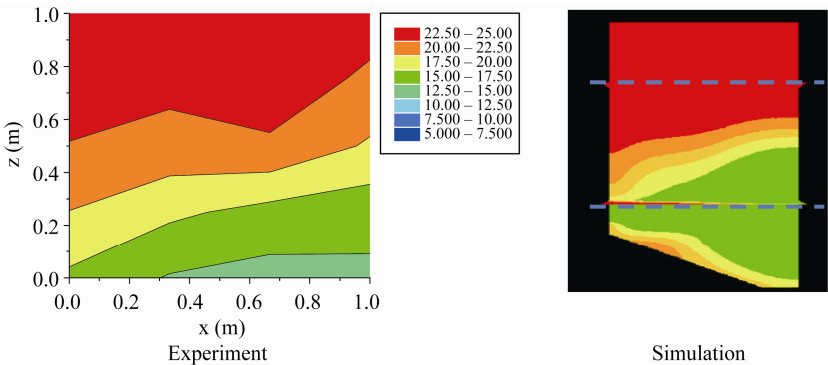 1.0
0.8
0.6
0.4
0.2
0.0
z (m)
0.0 0.2 0.4 0.6 0.8 1.0
x (m)
Experiment
22.50 – 25.00
20.00 – 22.50
17.50 – 20.00
15.00 – 17.50
12.50 – 15.00
10.00 – 12.50
7.500 – 10.00
5.000 – 7.500
Simulation